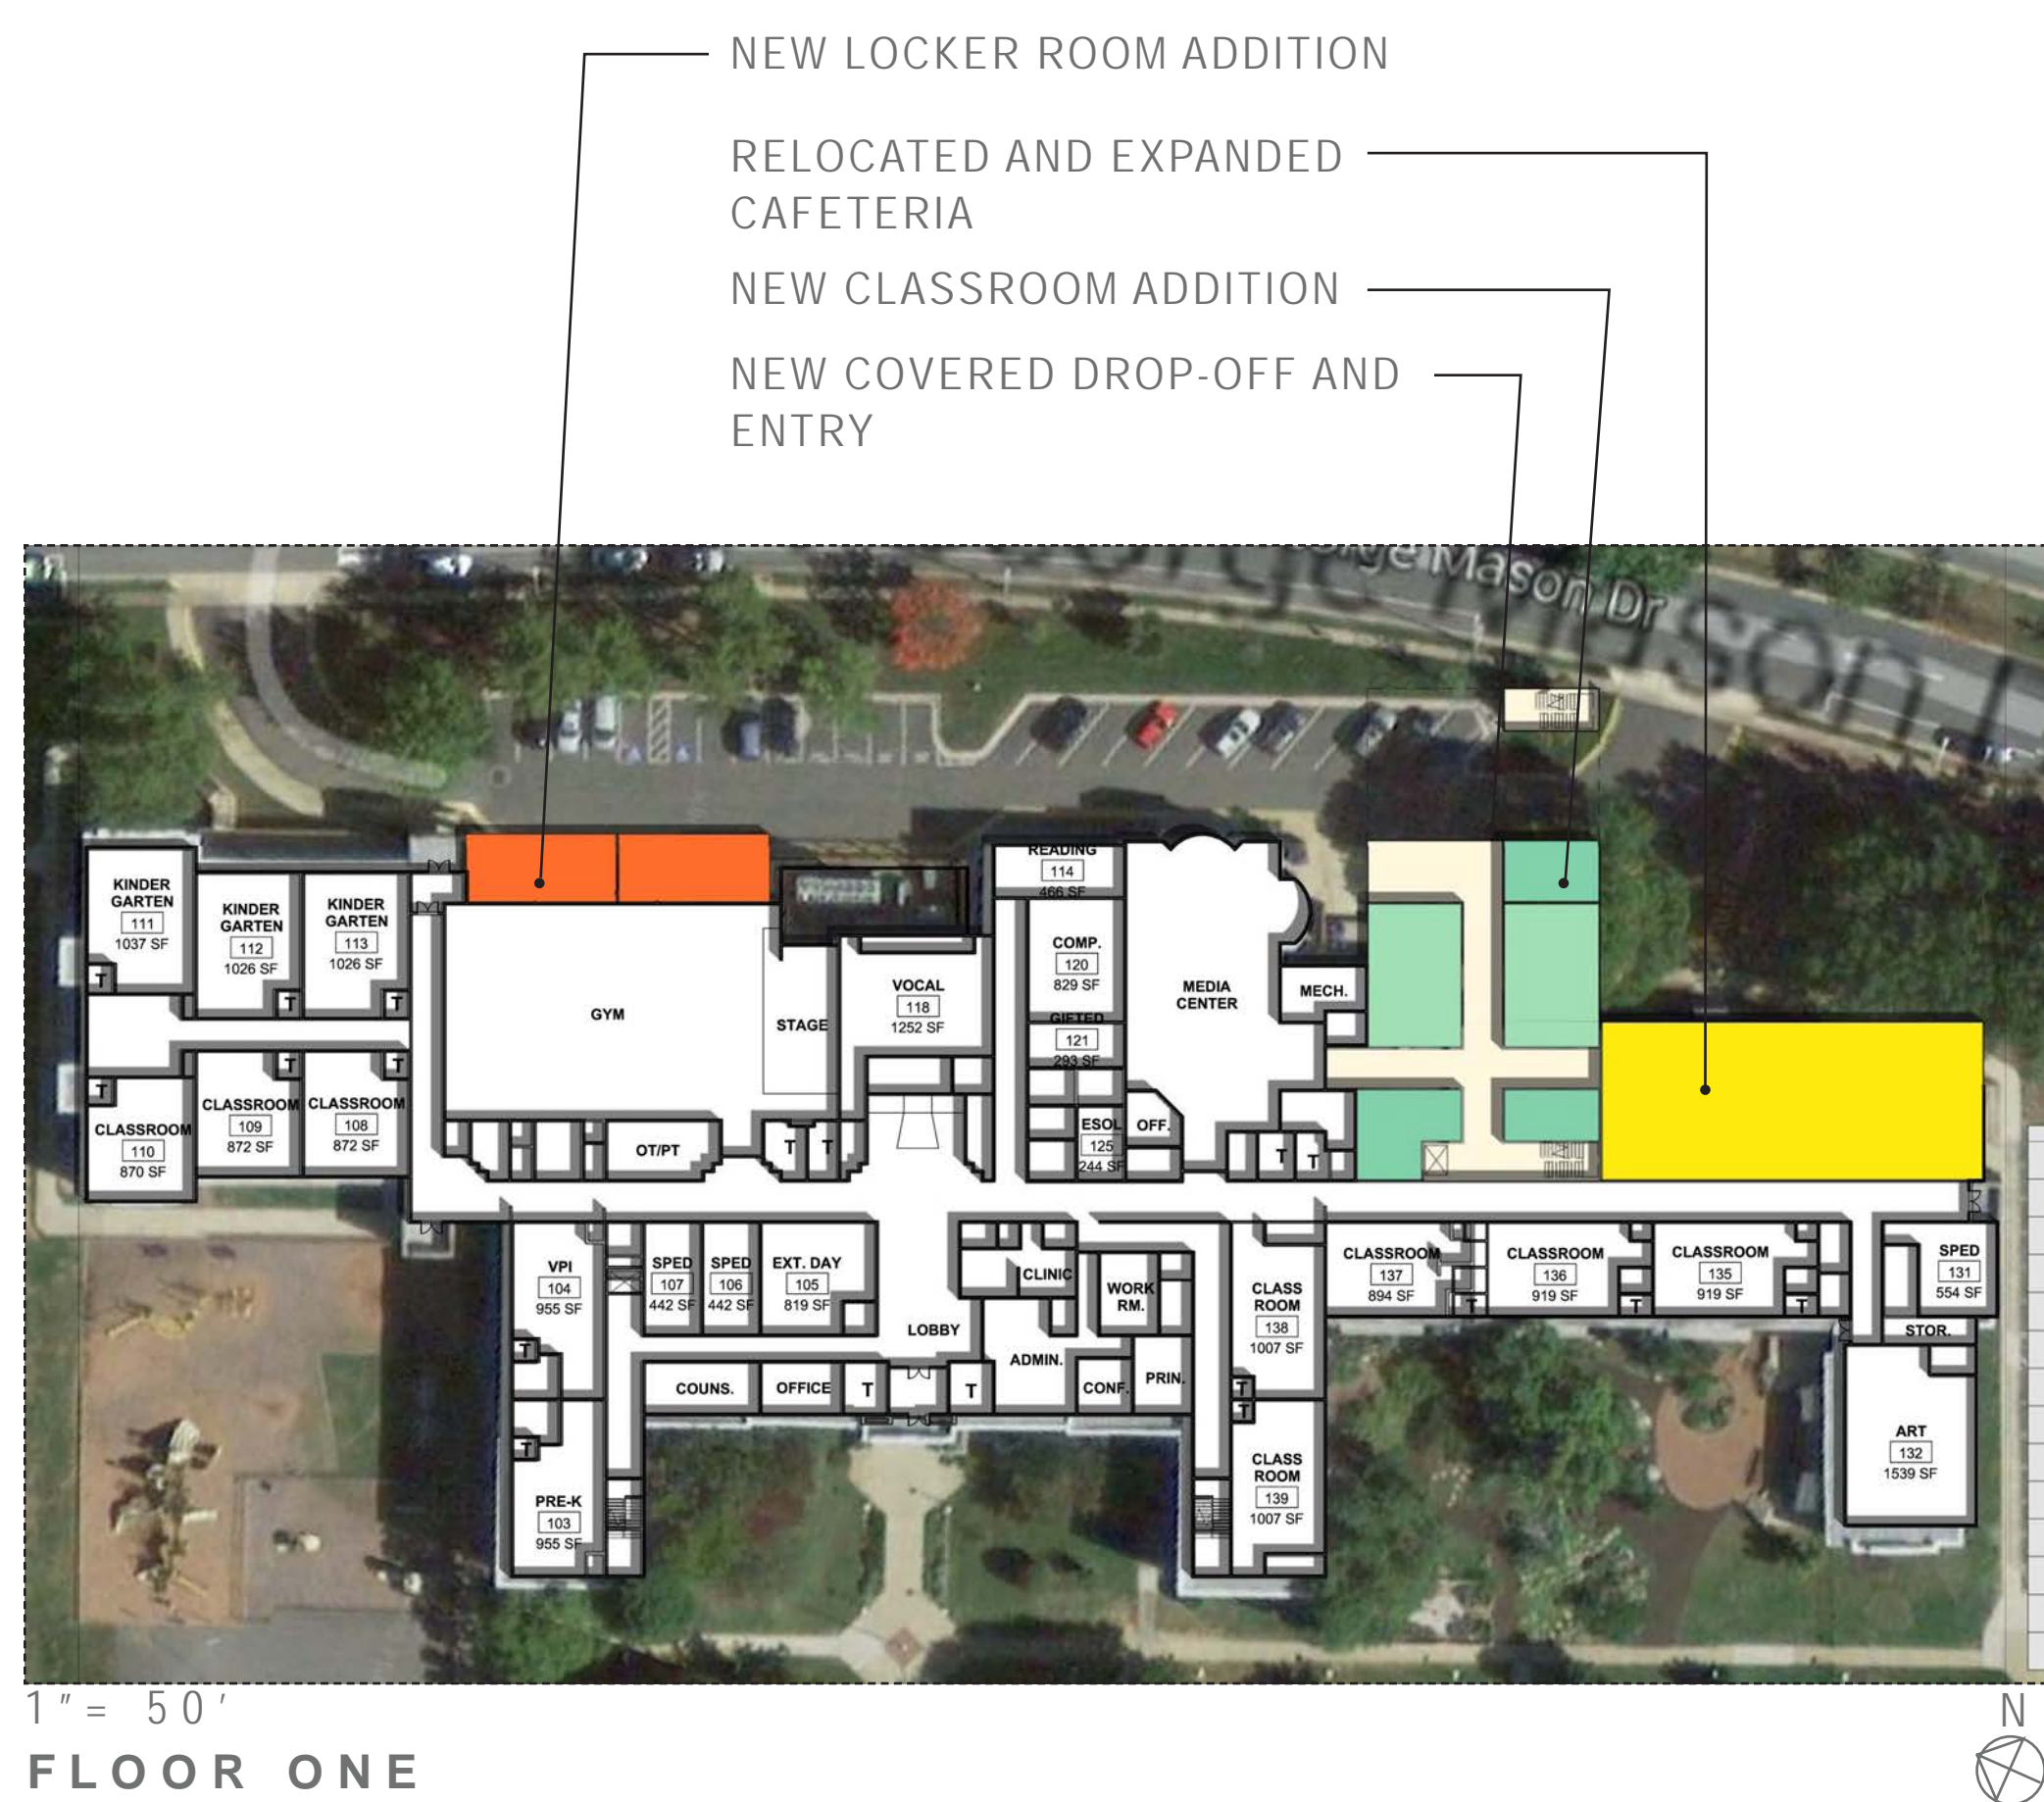 NEW LOCKER ROOM ADDITION
RELOCATED AND EXPANDED
CAFETERIA
NEW CLASSROOM ADDITION
NEW COVERED DROP-OFF AND
ENTRY
Mason Dr
KINDER
GARTEN
111
1037 SF
T
KINDER
GARTEN
112
1026 SF
T
KINDER
GARTEN
113
1026 SF
T
GYM
STAGE
VOCAL
118
1252 SF
READING
114
466 SF
COMP.
120
829 SF
GIFTED
121
293 SF
MEDIA
CENTER
MECH.
T
CLASSROOM
110
870 SF
T
CLASSROOM
109
872 SF
T
CLASSROOM
108
872 SF
OT/PT
T
T
ESOL
125
244 SF
OFF.
T
T
VPI
104
955 SF
T
SPED
107
442 SF
SPED
106
442 SF
EXT. DAY
105
819 SF
LOBBY
CLINIC
WORK
RM.
ADMIN.
COUNS.
OFFICE
T
T
CONF.
PRIN.
CLASS
ROOM
138
1007 SF
T
CLASSROOM
137
894 SF
T
CLASSROOM
136
919 SF
T
CLASSROOM
135
919 SF
T
SPED
131
554 SF
STOR.
T
PRE-K
103
955 SF
T
CLASS
ROOM
139
1007 SF
ART
132
1539 SF
1"= 50'
FLOOR ONE
N